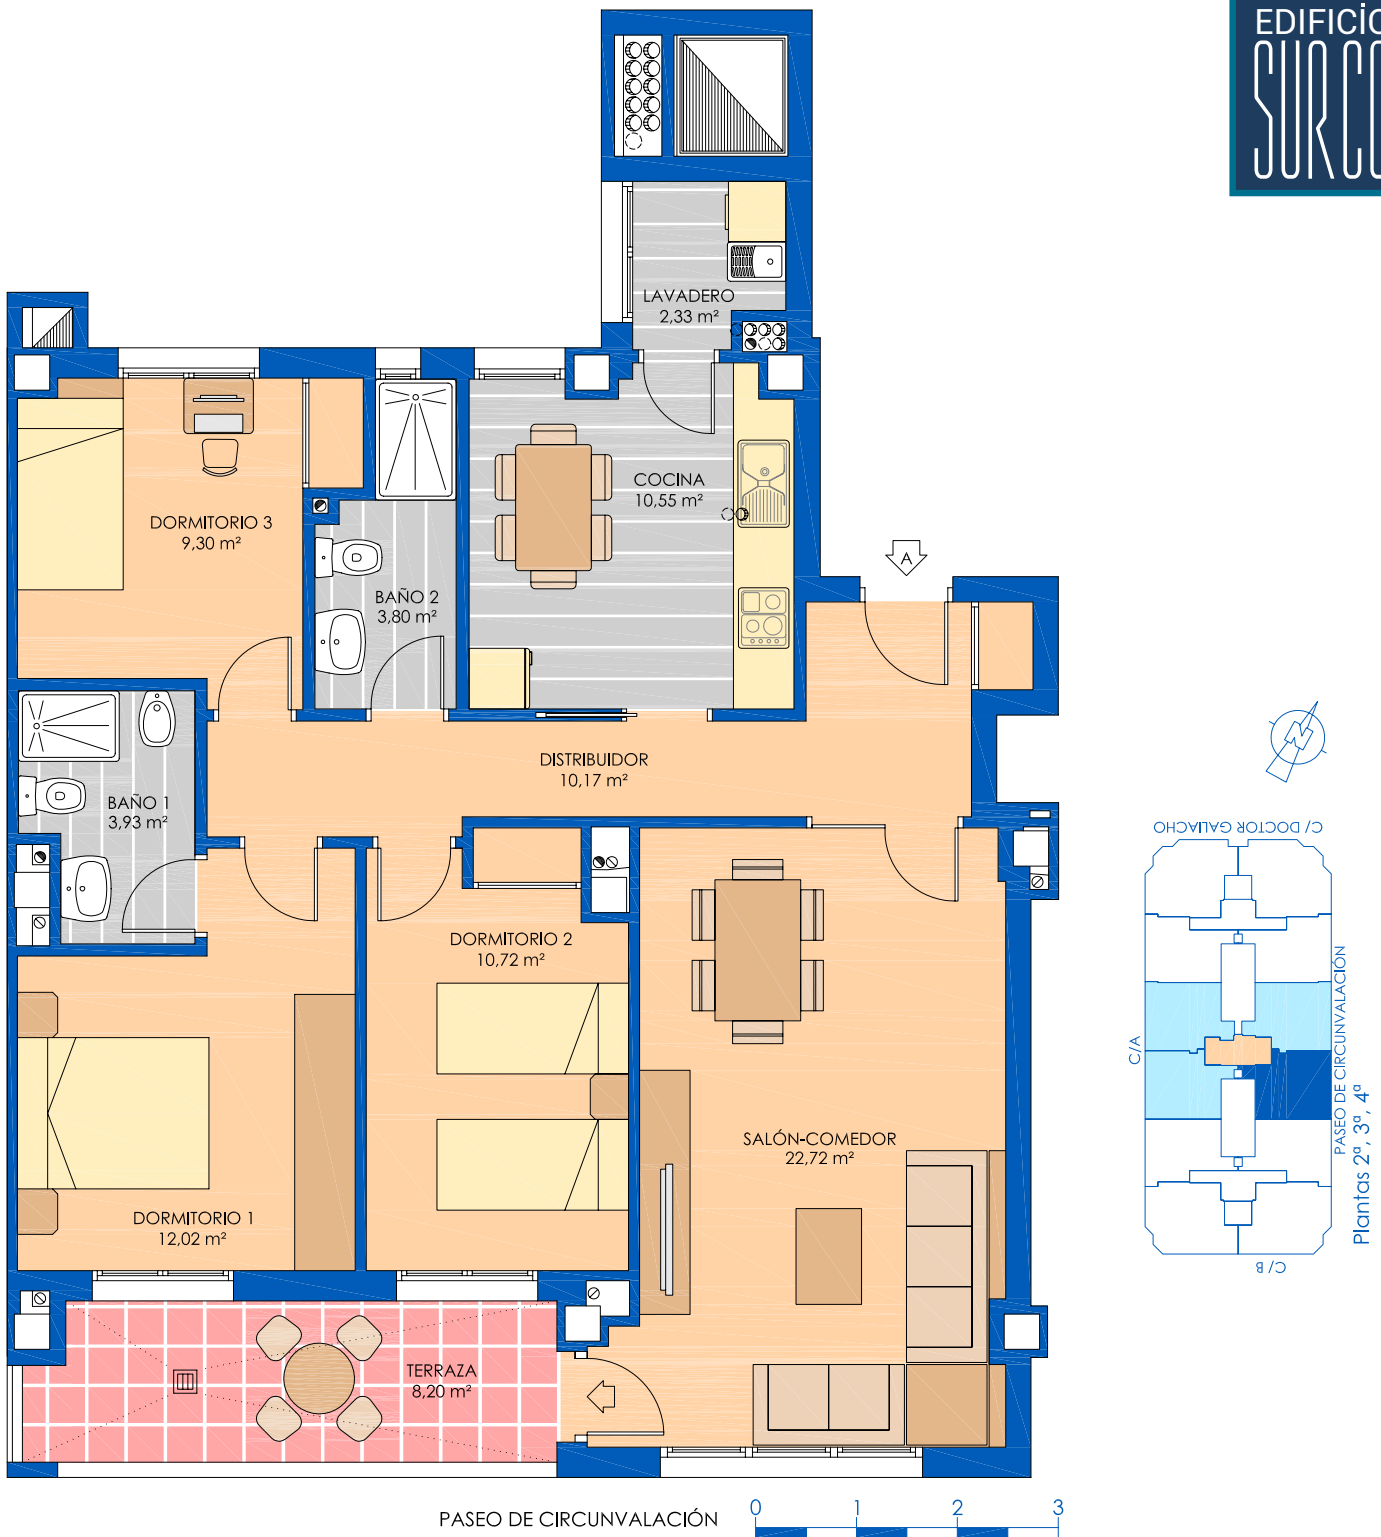 EDIFICIO
SURCO
LAVADERO
2,33 m²
COCINA
10,55 m²
DORMITORIO 3
9,30 m²
A
BAÑO 2
3,80 m²
DISTRIBUIDOR
10,17 m²
BAÑO 1
3,93 m²
N
C/ DOCTOR GALIACHO
C/A
PASEO DE CIRCUNVALACIÓN
Plantas 2ª, 3ª, 4ª
C/ B
DORMITORIO 2
10,72 m²
SALÓN-COMEDOR
22,72 m²
DORMITORIO 1
12,02 m²
TERRAZA
8,20 m²
PASEO DE CIRCUNVALACIÓN
0 1 2 3